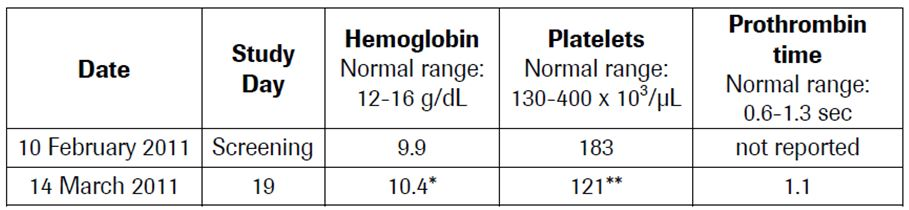 Date
Study
Day
Hemoglobin
Normal range:
12-16 g/dL
Platelets
Normal range:
130-400 x 10³/µL
Prothrombin
time
Normal range:
0.6-1.3 sec
10 February 2011 Screening 9.9 183 not reported
14 March 2011 19 10.4* 121** 1.1